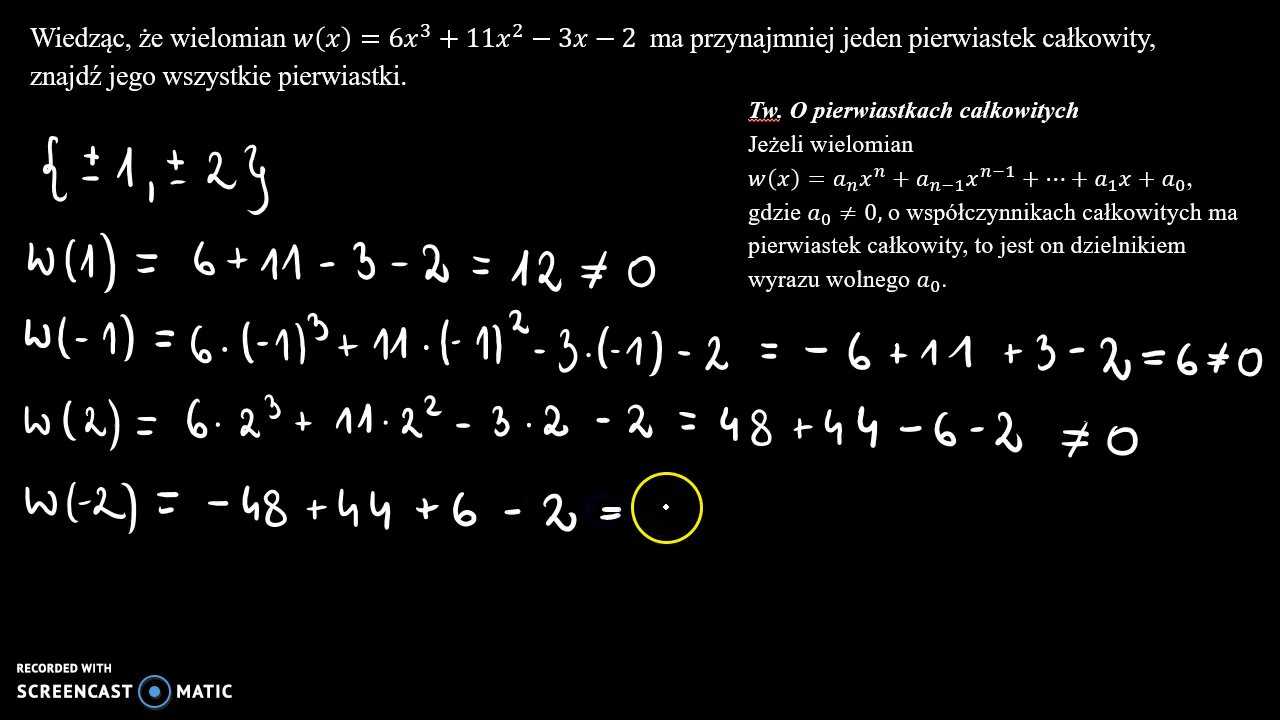 Wiedząc, że wielomian w(x) = 6x³ + 11x² − 3x − 2 ma przynajmniej jeden pierwiastek całkowity,
znajdź jego wszystkie pierwiastki.
Tw. O pierwiastkach całkowitych
Jeżeli wielomian
w(x) = aₙxⁿ + aₙ₋₁xⁿ⁻¹ + ⋯ + a₁x + a₀,
gdzie a₀ ≠ 0, o współczynnikach całkowitych ma
pierwiastek całkowity, to jest on dzielnikiem
wyrazu wolnego a₀.
{±1, ±2}
w(1) = 6 + 11 − 3 − 2 = 12 ≠ 0
w(-1) = 6·(-1)³ + 11·(-1)² - 3·(-1) - 2 = -6 + 11 + 3 - 2 = 6 ≠ 0
w(2) = 6·2³ + 11·2² - 3·2 - 2 = 48 + 44 - 6 - 2 ≠ 0
w(-2) = -48 + 44 + 6 - 2 =
RECORDED WITH
SCREENCAST MATIC